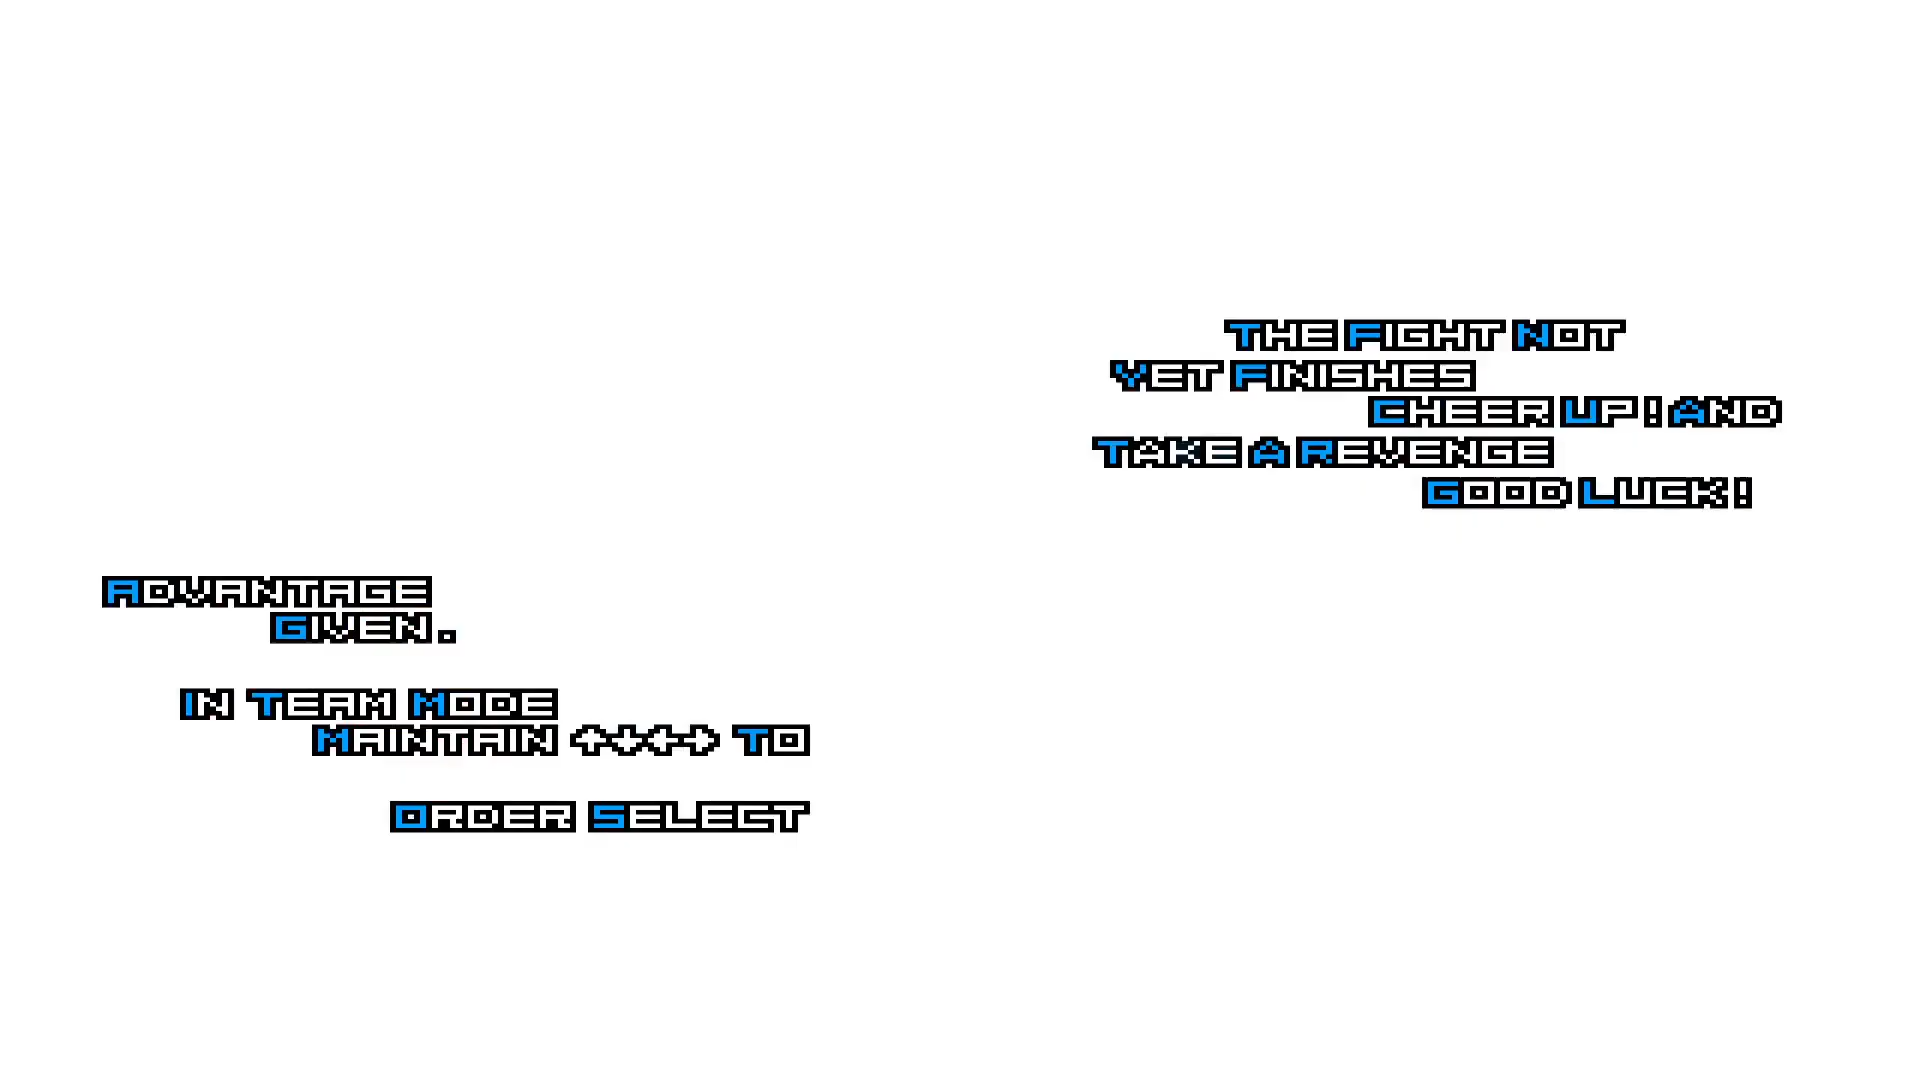 THE FIGHT NOT
YET FINISHES
CHEER UP! AND
TAKE A REVENGE
GOOD LUCK!
ADVANTAGE
GIVEN.
IN TEAM MODE
MAINTAIN ↑↓←→ TO
ORDER SELECT